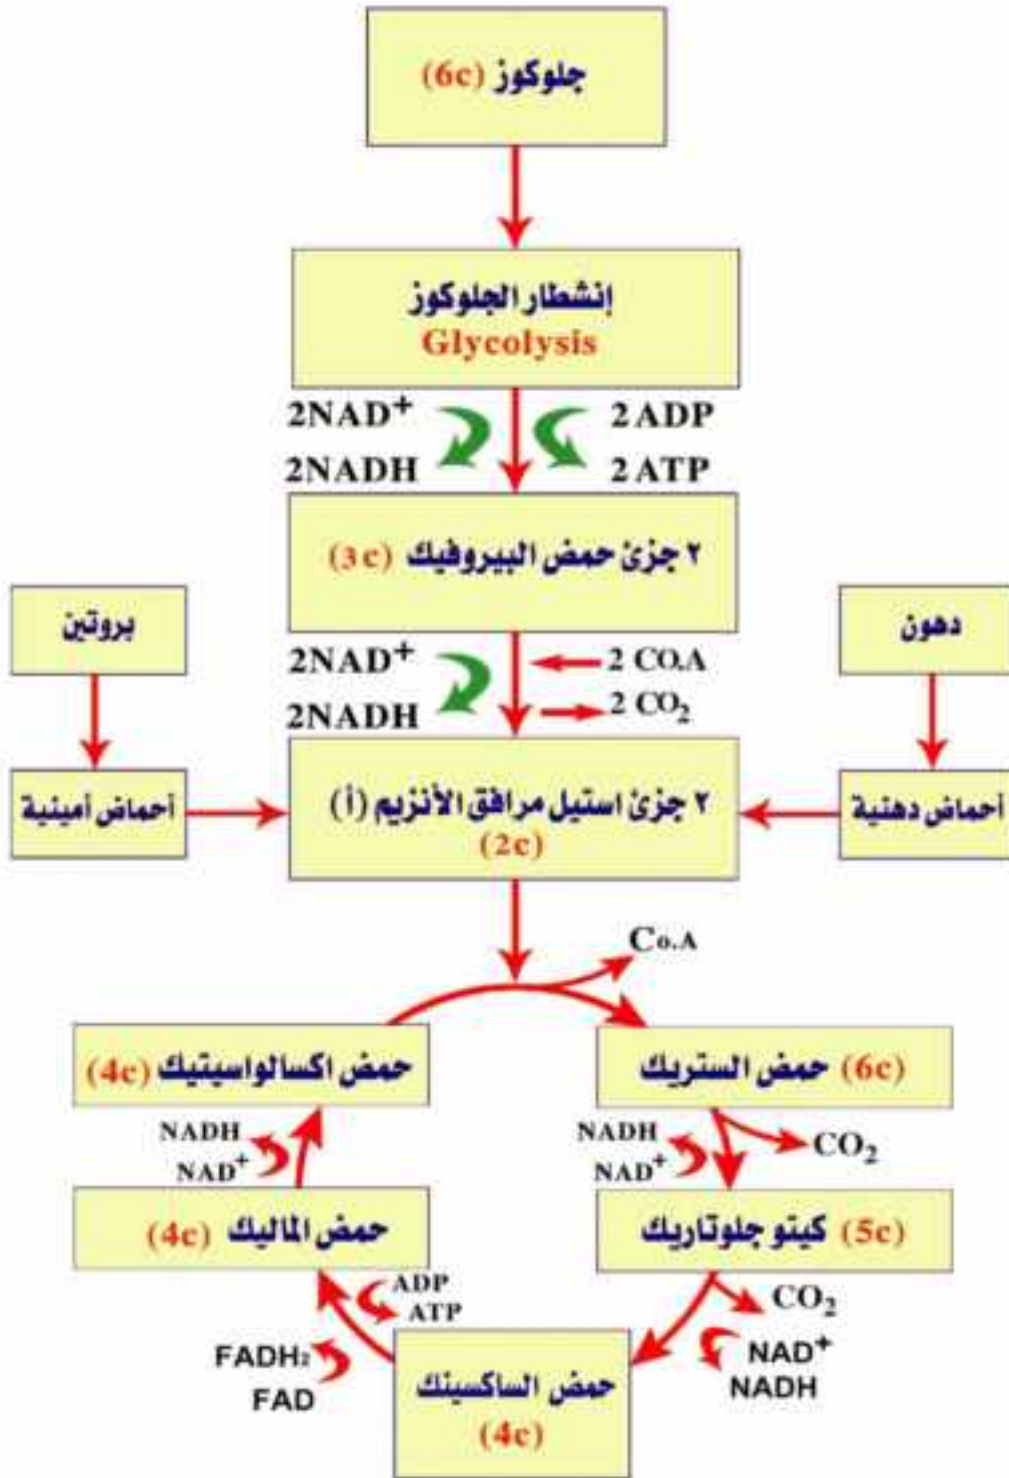 جلوكوز (6c)
إنشطار الجلوكوز
Glycolysis
2NAD⁺
2ADP
2NADH
2ATP
٢ جزئ حمض البيروفيك (3c)
بروتين
دهون
2NAD⁺
2 CO.A
2NADH
2 CO₂
أحماض أمينية
٢ جزئ استيل مرافق الأنزيم (أ)
(2c)
أحماض دهنية
Co.A
حمض اكسالواسيتيك (4c)
(6c) حمض الستريك
NADH
NAD⁺
NADH
NAD⁺
CO₂
حمض الماليك (4c)
(5c) كيتو جلوتاريك
ADP
ATP
CO₂
FADH₂
FAD
حمض الساكسينك
(4c)
NAD⁺
NADH